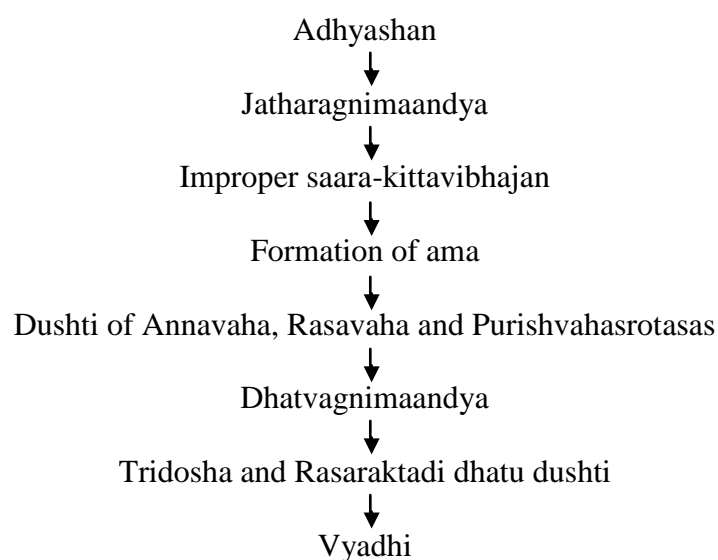 Adhyashan
Jatharagnimaandya
Improper saara-kittavibhajan
Formation of ama
Dushti of Annavaha, Rasavaha and Purishvahasrotasas
Dhatvagnimaandya
Tridosha and Rasaraktadi dhatu dushti
Vyadhi